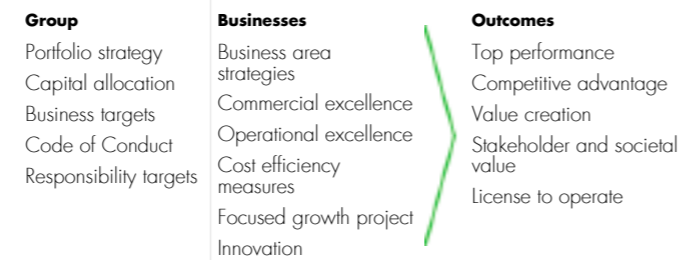 Group
Portfolio strategy
Capital allocation
Business targets
Code of Conduct
Responsibility targets
Businesses
Business area
strategies
Commercial excellence
Operational excellence
Cost efficiency
measures
Focused growth project
Innovation
Outcomes
Top performance
Competitive advantage
Value creation
Stakeholder and societal
value
License to operate